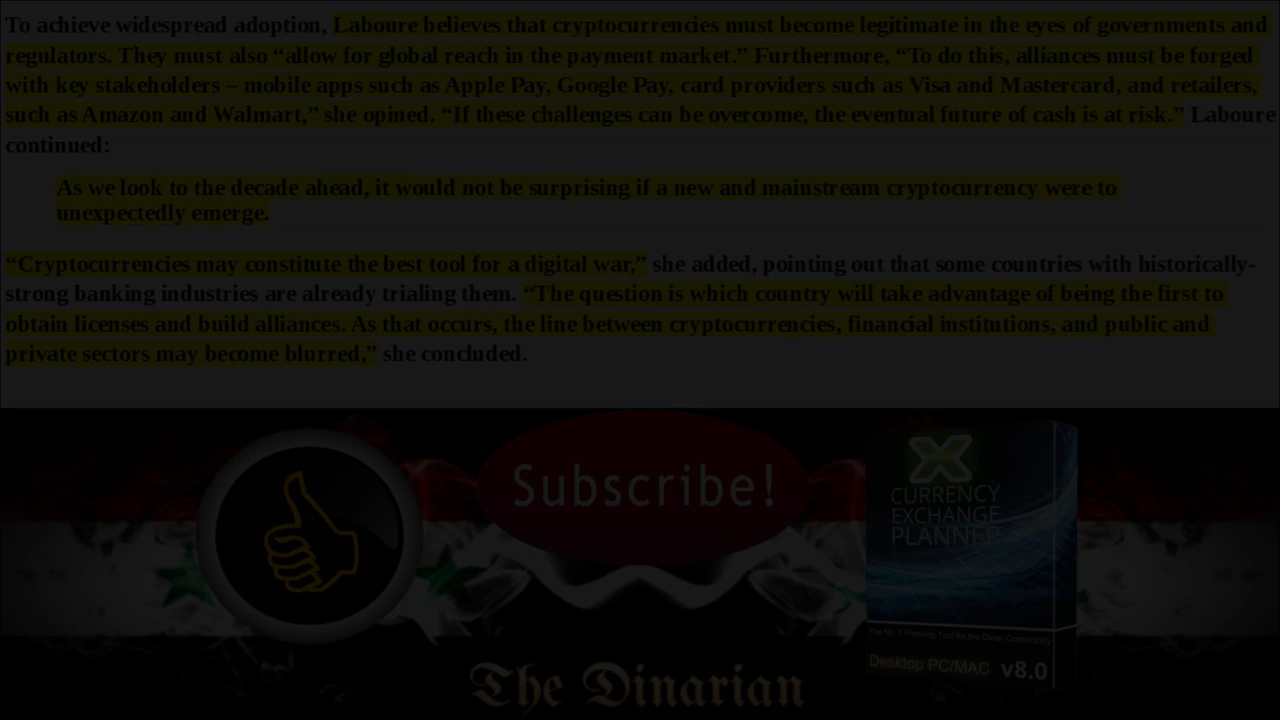 To achieve widespread adoption, Laboure believes that cryptocurrencies must become legitimate in the eyes of governments and
regulators. They must also “allow for global reach in the payment market.” Furthermore, “To do this, alliances must be forged
with key stakeholders – mobile apps such as Apple Pay, Google Pay, card providers such as Visa and Mastercard, and retailers,
such as Amazon and Walmart,” she opined. “If these challenges can be overcome, the eventual future of cash is at risk.” Laboure
continued:
As we look to the decade ahead, it would not be surprising if a new and mainstream cryptocurrency were to
unexpectedly emerge.
“Cryptocurrencies may constitute the best tool for a digital war,” she added, pointing out that some countries with historically-
strong banking industries are already trialing them. “The question is which country will take advantage of being the first to
obtain licenses and build alliances. As that occurs, the line between cryptocurrencies, financial institutions, and public and
private sectors may become blurred,” she concluded.
Subscribe!
CURRENCY
EXCHANGE
PLANNER
The No. 1 Planning Tool for the Dinar Community
Desktop PC/MAC v8.0
The Dinarian